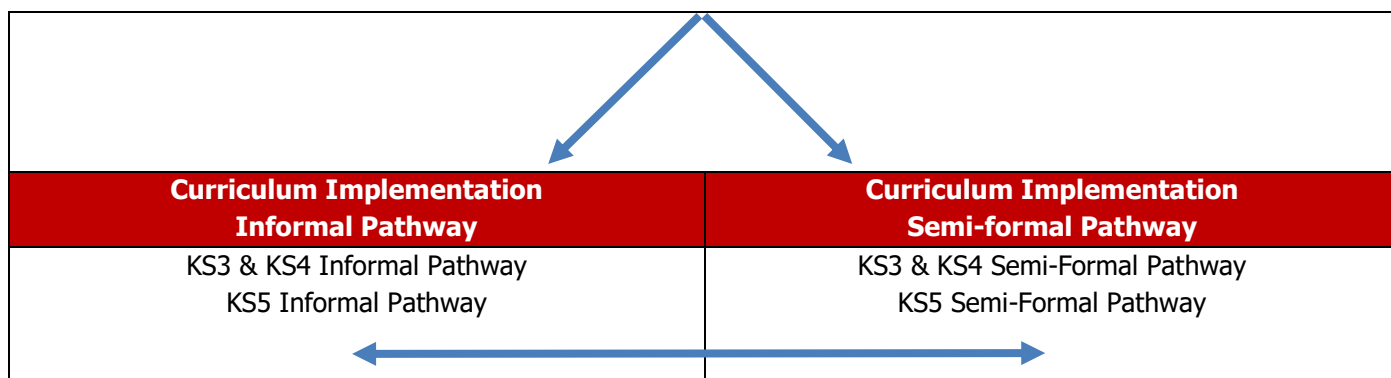 Curriculum Implementation
Informal Pathway
Curriculum Implementation
Semi-formal Pathway
KS3 & KS4 Informal Pathway
KS5 Informal Pathway
KS3 & KS4 Semi-Formal Pathway
KS5 Semi-Formal Pathway